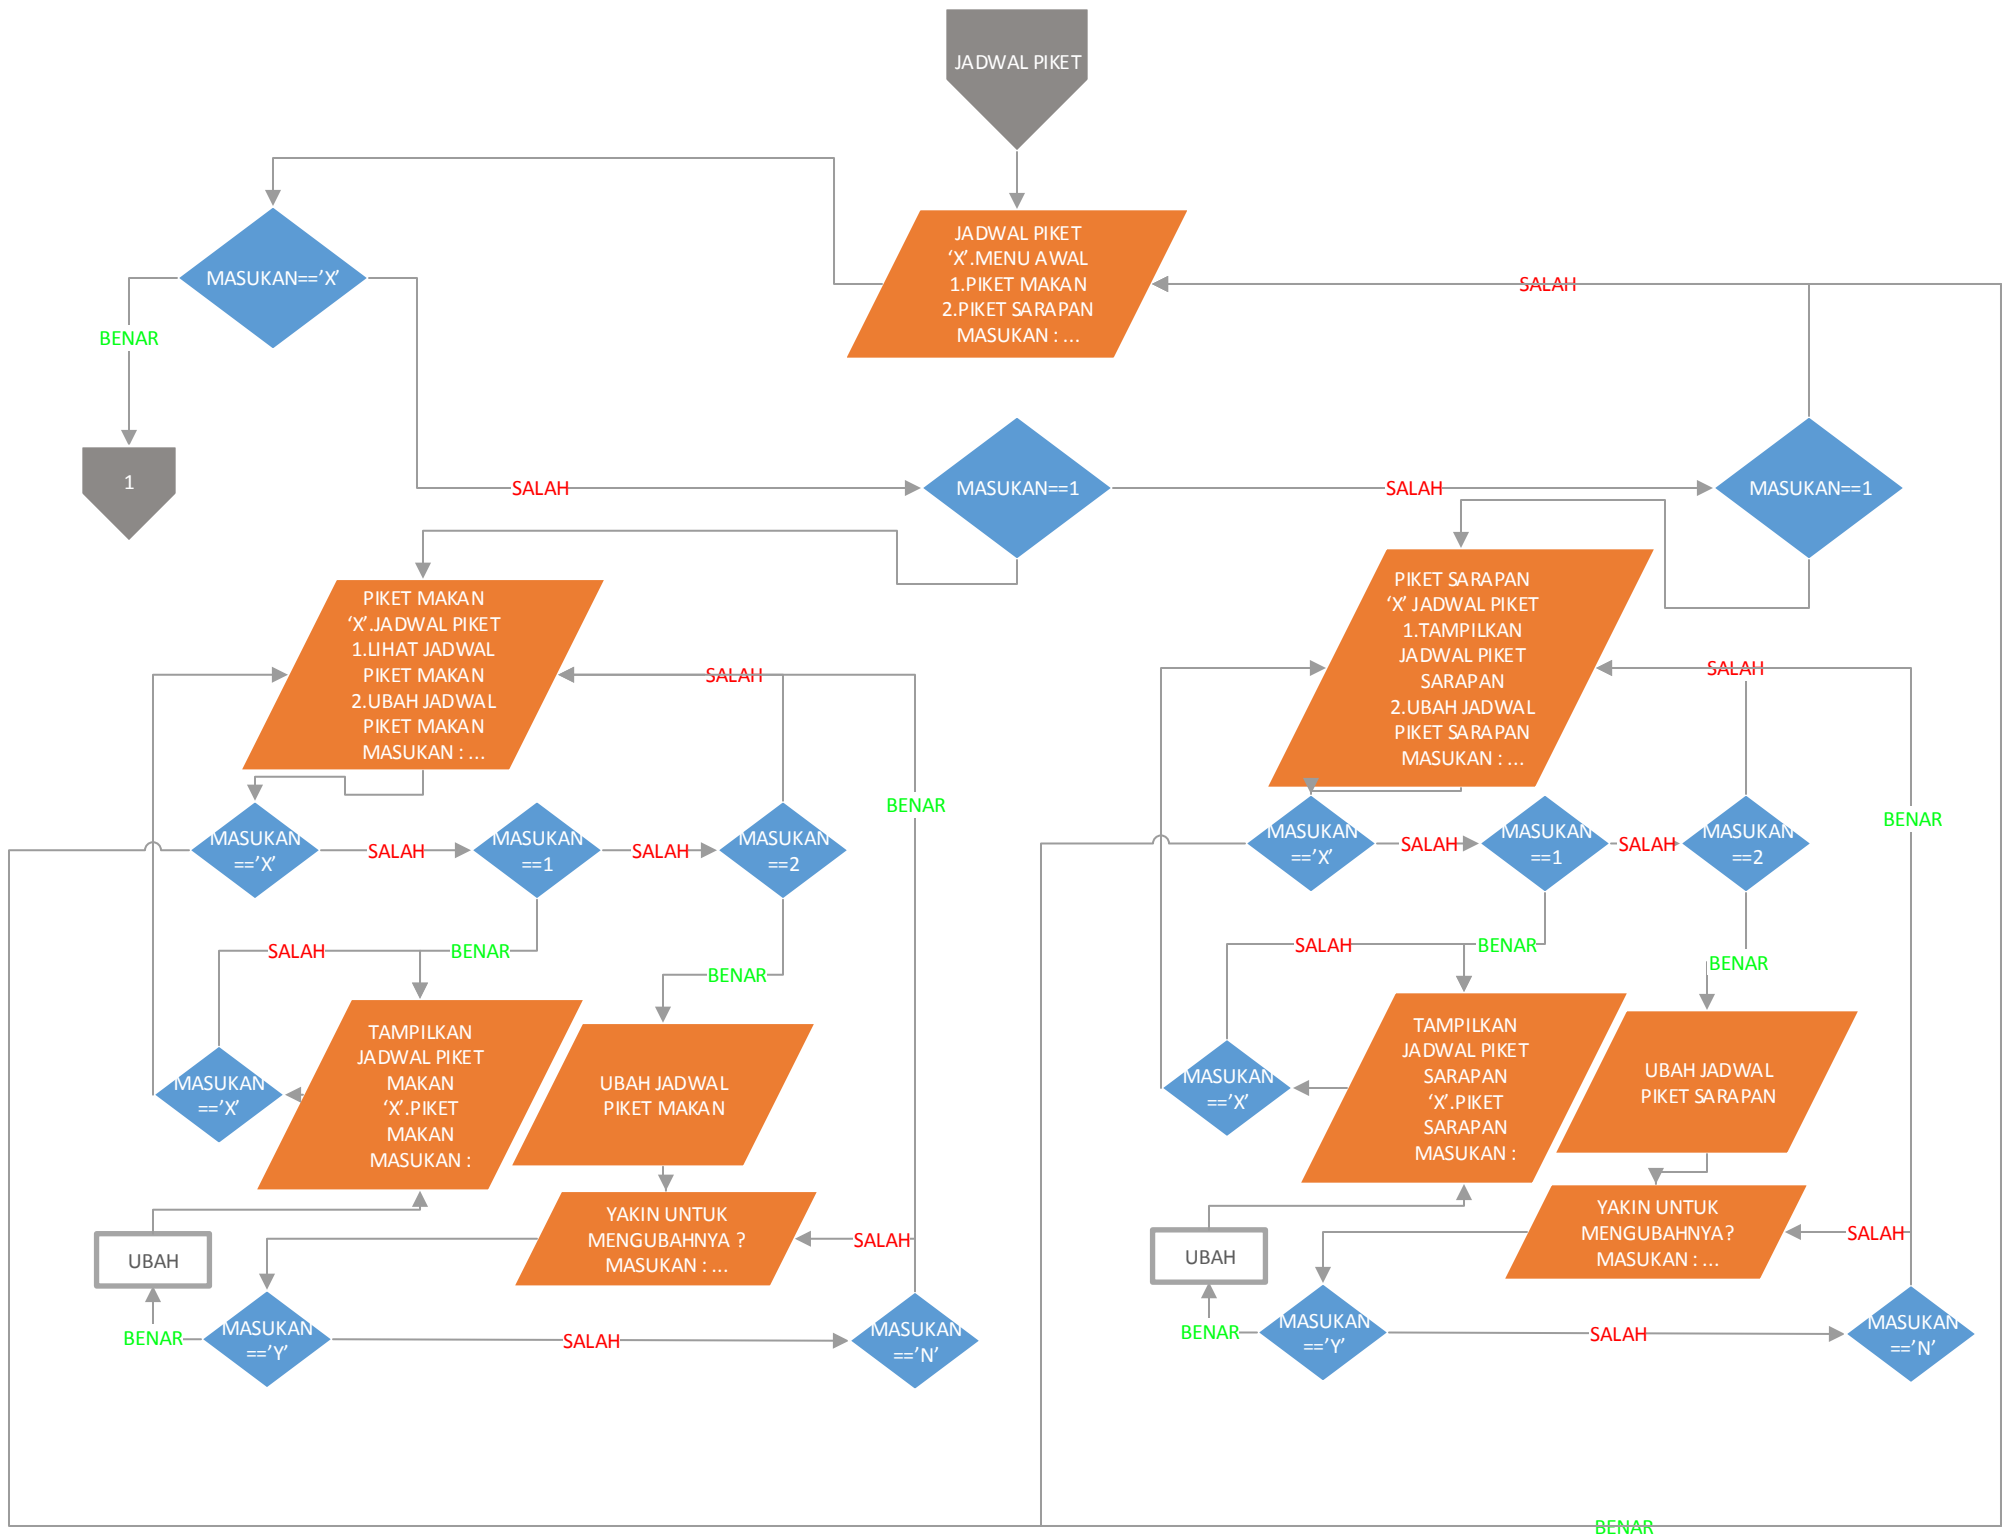 JADWAL PIKET
JADWAL PIKET
‘X’.MENU AWAL
1.PIKET MAKAN
2.PIKET SARAPAN
MASUKAN : ...
MASUKAN==’X’
SALAH
BENAR
1
SALAH
MASUKAN==1
SALAH
MASUKAN==1
PIKET MAKAN
‘X’.JADWAL PIKET
1.LIHAT JADWAL
PIKET MAKAN
2.UBAH JADWAL
PIKET MAKAN
MASUKAN : ...
SALAH
BENAR
MASUKAN
==’X’
SALAH
MASUKAN
==1
SALAH
MASUKAN
==2
SALAH
BENAR
BENAR
TAMPILKAN
JADWAL PIKET
MAKAN
‘X’.PIKET
MAKAN
MASUKAN :
MASUKAN
==’X’
UBAH JADWAL
PIKET MAKAN
YAKIN UNTUK
MENGUBAHNYA ?
MASUKAN : ...
SALAH
UBAH
BENAR
MASUKAN
==’Y’
SALAH
MASUKAN
==’N’
PIKET SARAPAN
‘X’ JADWAL PIKET
1.TAMPILKAN
JADWAL PIKET
SARAPAN
2.UBAH JADWAL
PIKET SARAPAN
MASUKAN : ...
SALAH
BENAR
MASUKAN
==’X’
SALAH
MASUKAN
==1
SALAH
MASUKAN
==2
SALAH
BENAR
BENAR
TAMPILKAN
JADWAL PIKET
SARAPAN
‘X’.PIKET
SARAPAN
MASUKAN :
MASUKAN
==’X’
UBAH JADWAL
PIKET SARAPAN
YAKIN UNTUK
MENGUBAHNYA?
MASUKAN : ...
SALAH
UBAH
BENAR
MASUKAN
==’Y’
SALAH
MASUKAN
==’N’
BENAR